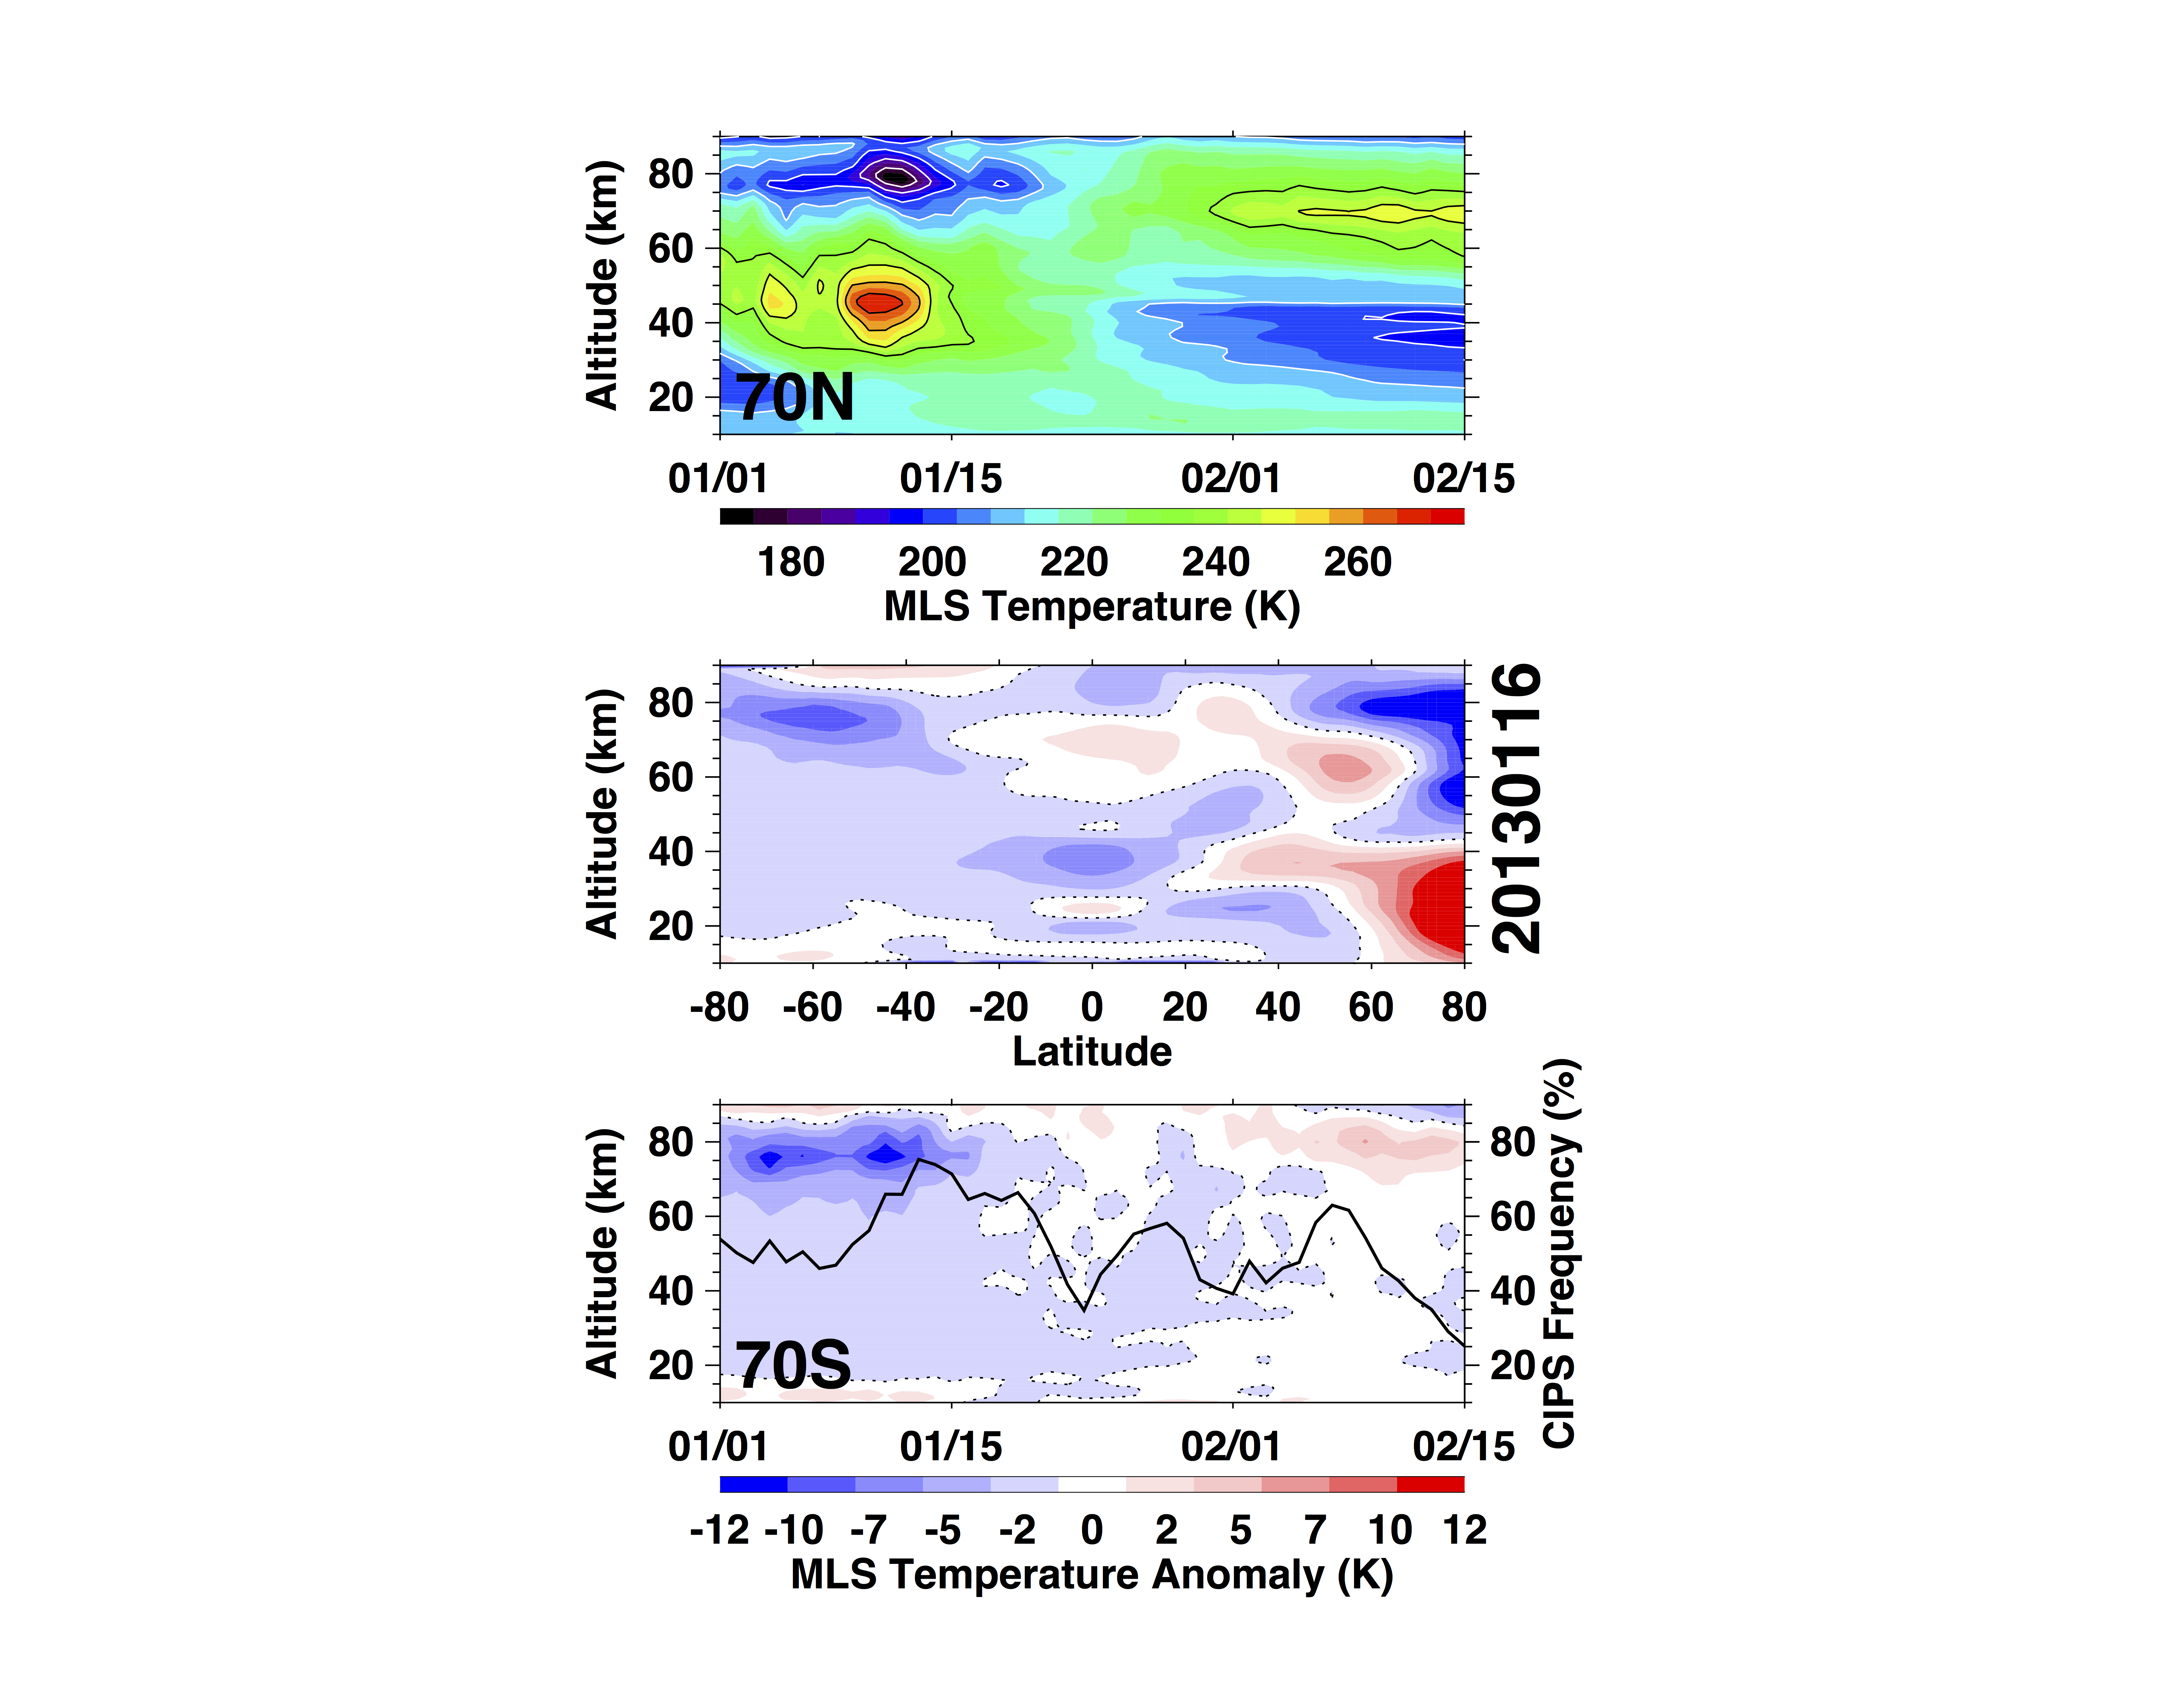 Altitude (km)
80
60
40
20
70N
01/01 01/15 02/01 02/15
180 200 220 240 260
MLS Temperature (K)
Altitude (km)
80
60
40
20
20130116
-80 -60 -40 -20 0 20 40 60 80
Latitude
Altitude (km)
80 80
60 60
40 40
20 20
CIPS Frequency (%)
70S
01/01 01/15 02/01 02/15
-12 -10 -7 -5 -2 0 2 5 7 10 12
MLS Temperature Anomaly (K)